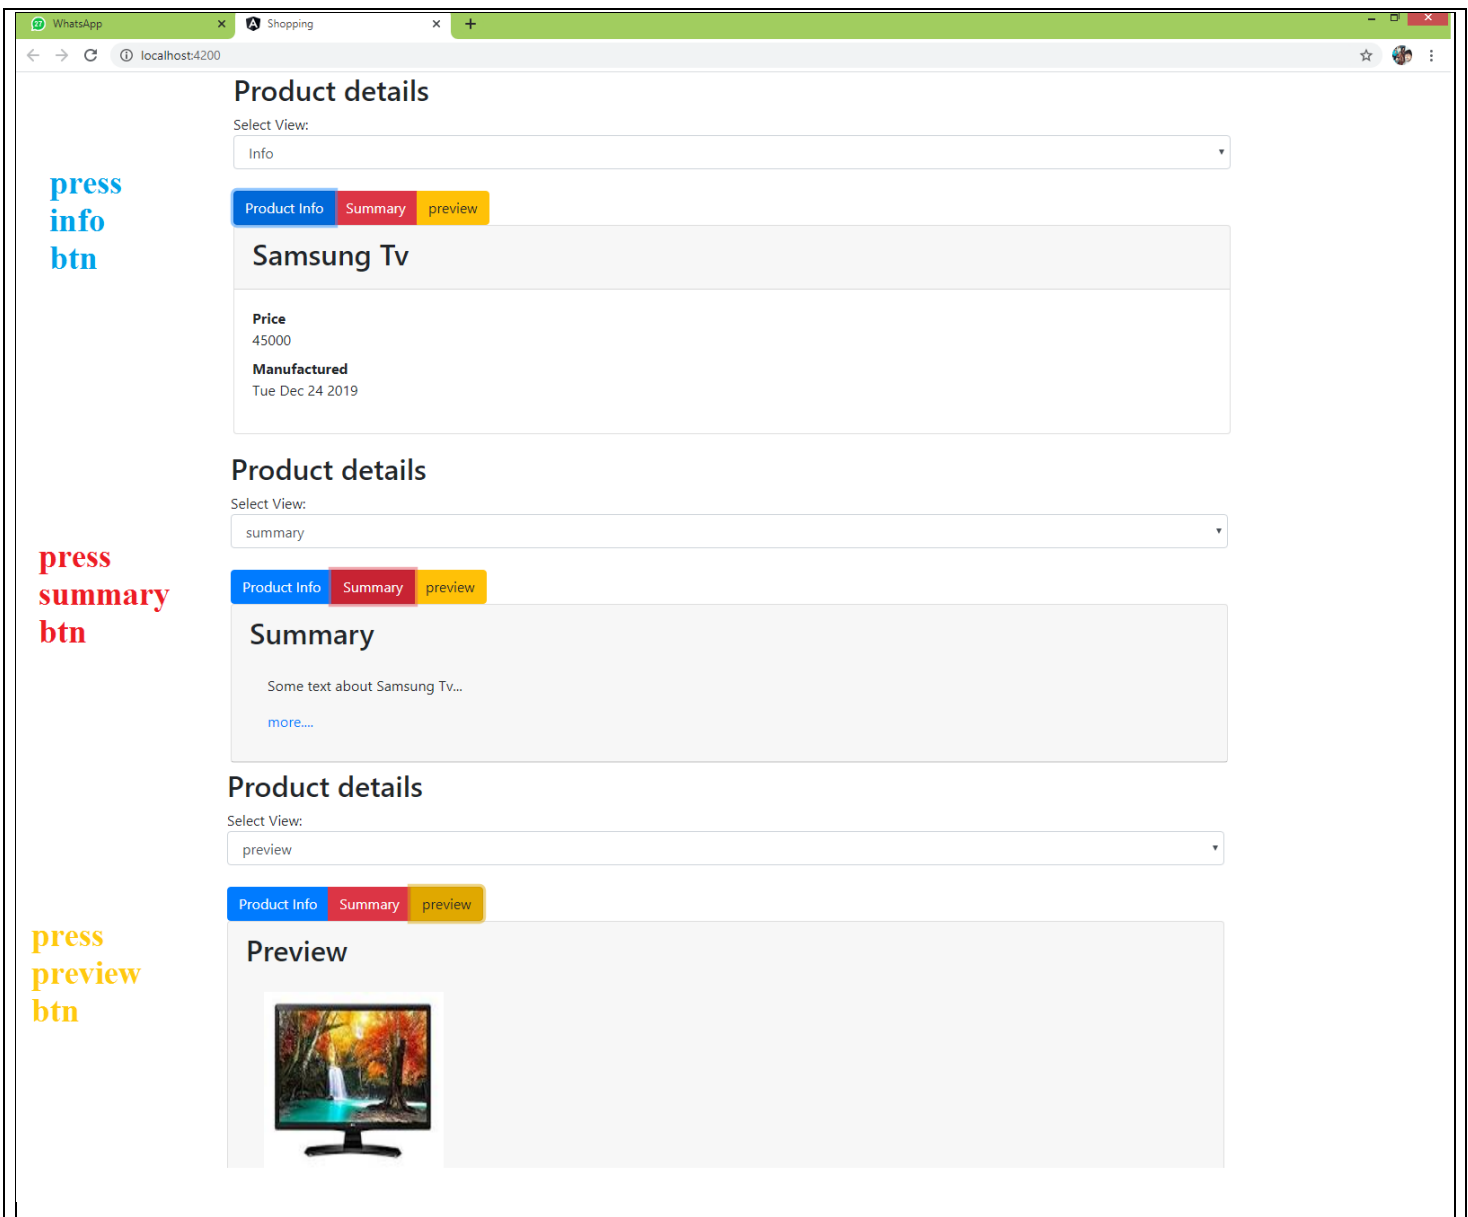 27 WhatsApp
Shopping
localhost:4200
Product details
Select View:
Info
press
info
btn
Product Info Summary preview
Samsung Tv
Price
45000
Manufactured
Tue Dec 24 2019
Product details
Select View:
summary
press
summary
btn
Product Info Summary preview
Summary
Some text about Samsung Tv...
more....
Product details
Select View:
preview
Product Info Summary preview
press
preview
btn
Preview